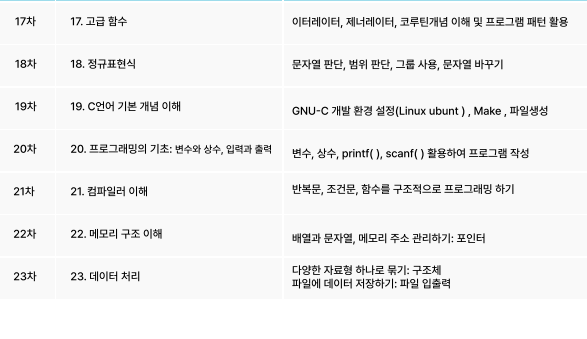 17차 17. 고급 함수 이터레이터, 제너레이터, 코루틴개념 이해 및 프로그램 패턴 활용
18차 18. 정규표현식 문자열 판단, 범위 판단, 그룹 사용, 문자열 바꾸기
19차 19. C언어 기본 개념 이해 GNU-C 개발 환경 설정(Linux ubunt ) , Make , 파일생성
20차 20. 프로그래밍의 기초: 변수와 상수, 입력과 출력 변수, 상수, printf( ), scanf( ) 활용하여 프로그램 작성
21차 21. 컴파일러 이해 반복문, 조건문, 함수를 구조적으로 프로그래밍 하기
22차 22. 메모리 구조 이해 배열과 문자열, 메모리 주소 관리하기: 포인터
23차 23. 데이터 처리 다양한 자료형 하나로 묶기: 구조체
파일에 데이터 저장하기: 파일 입출력